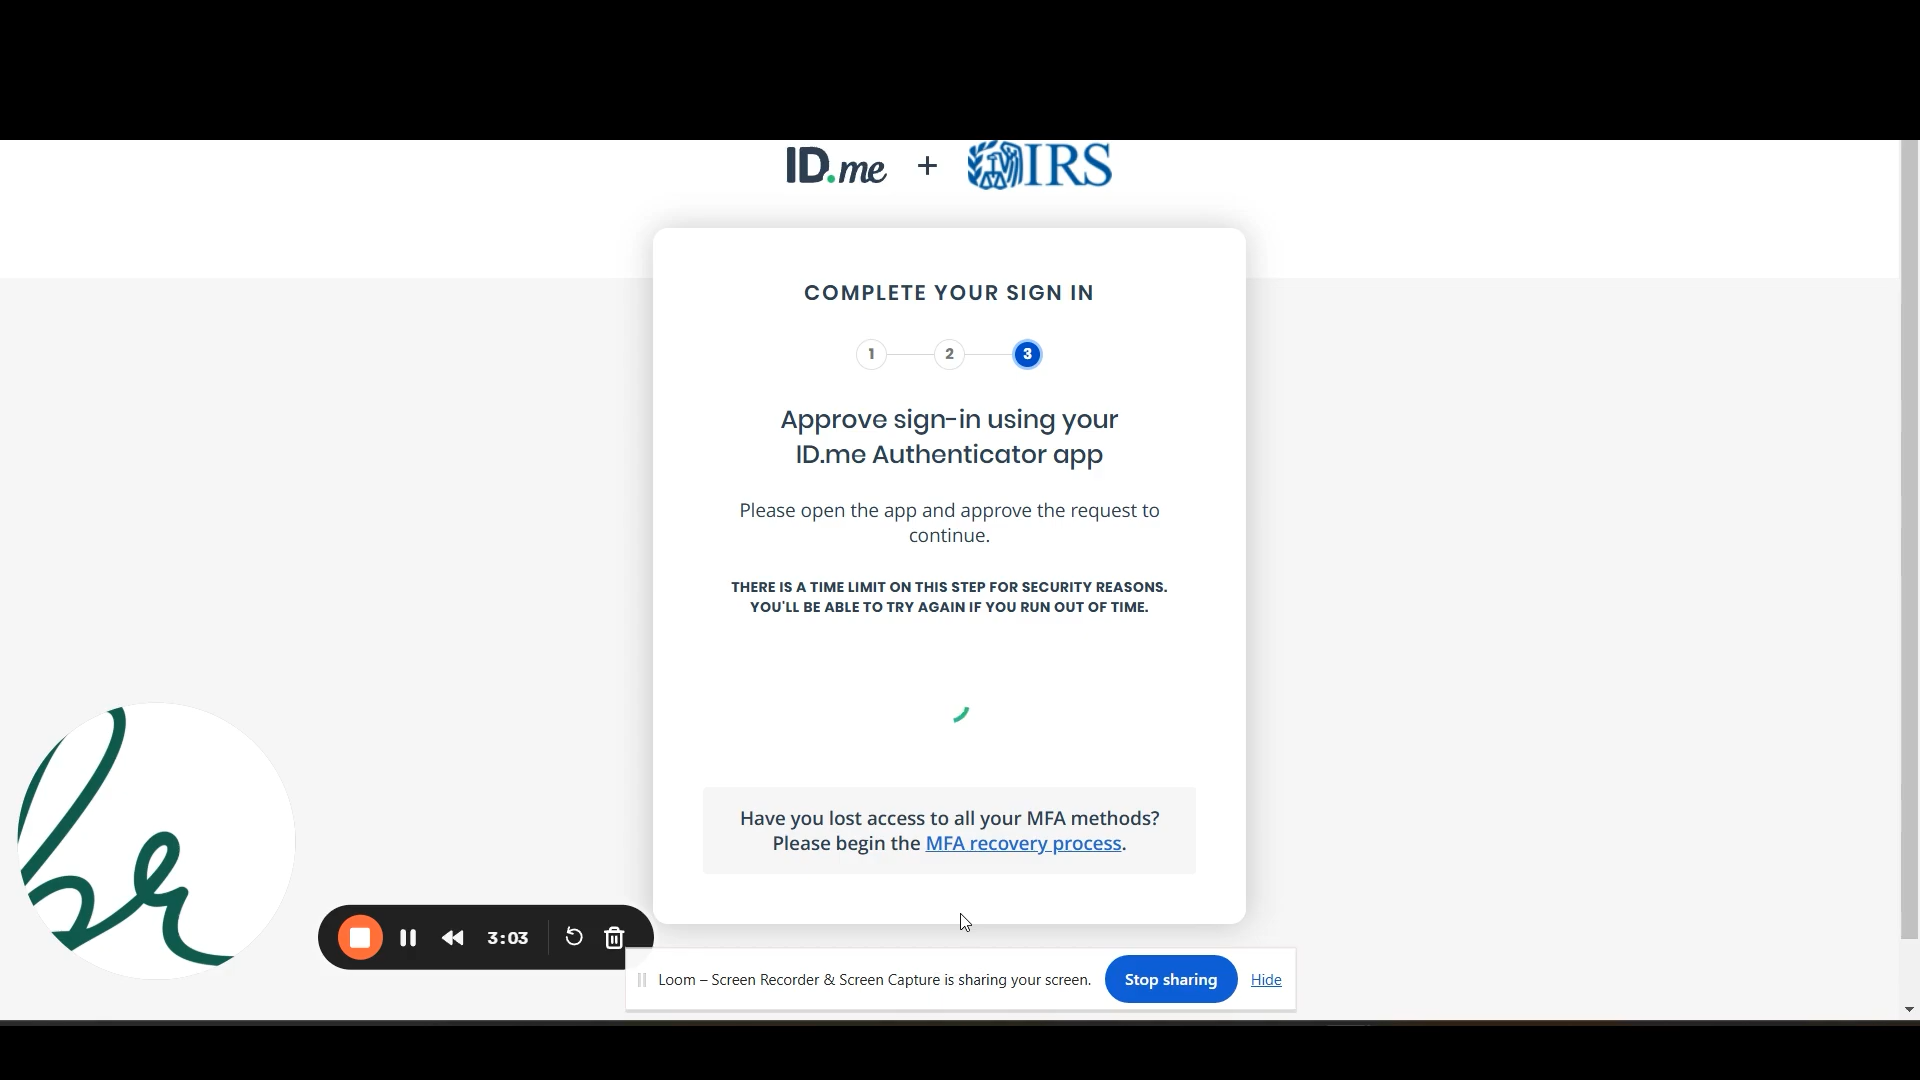 ID.me + IRS
COMPLETE YOUR SIGN IN
1 2 3
Approve sign-in using your
ID.me Authenticator app
Please open the app and approve the request to
continue.
THERE IS A TIME LIMIT ON THIS STEP FOR SECURITY REASONS.
YOU'LL BE ABLE TO TRY AGAIN IF YOU RUN OUT OF TIME.
Have you lost access to all your MFA methods?
Please begin the MFA recovery process.
3:03
Loom – Screen Recorder & Screen Capture is sharing your screen. Stop sharing Hide